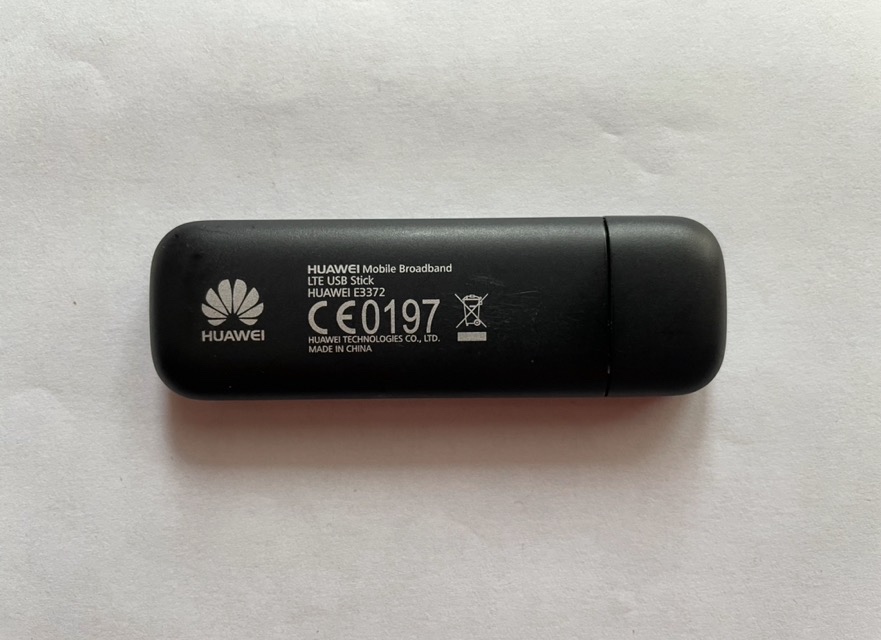 HUAWEI
HUAWEI Mobile Broadband
LTE USB Stick
HUAWEI E3372
CE0197
HUAWEI TECHNOLOGIES CO., LTD.
MADE IN CHINA